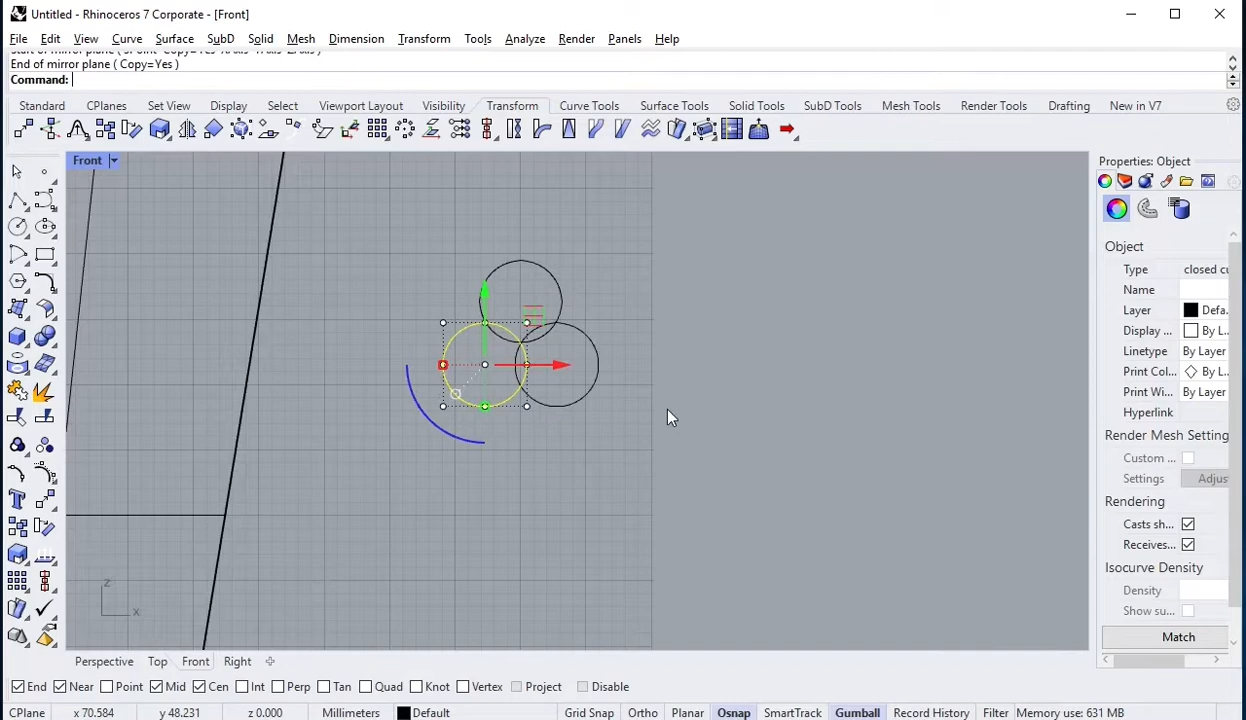 Untitled - Rhinoceros 7 Corporate - [Front]
File Edit View Curve Surface SubD Solid Mesh Dimension Transform Tools Analyze Render Panels Help
End of mirror plane ( Copy=Yes )
Command:
Standard CPlanes Set View Display Select Viewport Layout Visibility Transform Curve Tools Surface Tools Solid Tools SubD Tools Mesh Tools Render Tools Drafting New in V7
Front
Properties: Object
Object
Type closed cu
Name
Layer Defa.
Display ... By L
Linetype By Layer
Print Col... By L...
Print Wi... By Layer
Hyperlink
Render Mesh Setting
Custom ...
Settings Adjus
Rendering
Casts sh...
Receives...
Isocurve Density
Density
Show su...
Match
z
x
Perspective Top Front Right
End Near Point Mid Cen Int Perp Tan Quad Knot Vertex Project Disable
CPlane x 70.584 y 48.231 z 0.000 Millimeters Default Grid Snap Ortho Planar Osnap SmartTrack Gumball Record History Filter Memory use: 631 MB